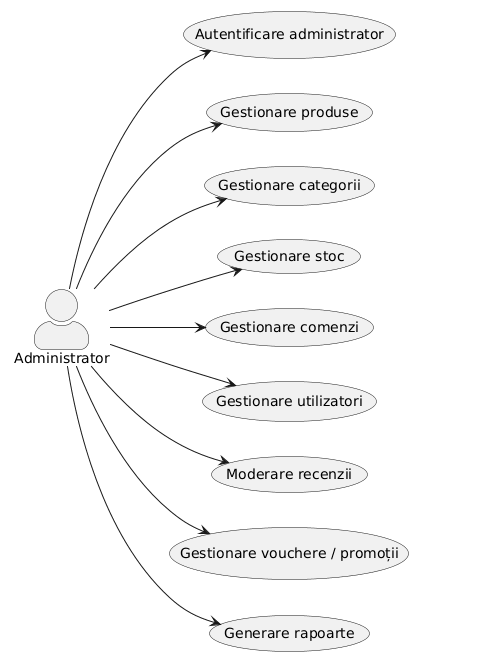 Autentificare administrator
Gestionare produse
Gestionare categorii
Gestionare stoc
Gestionare comenzi
Administrator
Gestionare utilizatori
Moderare recenzii
Gestionare vouchere / promoții
Generare rapoarte